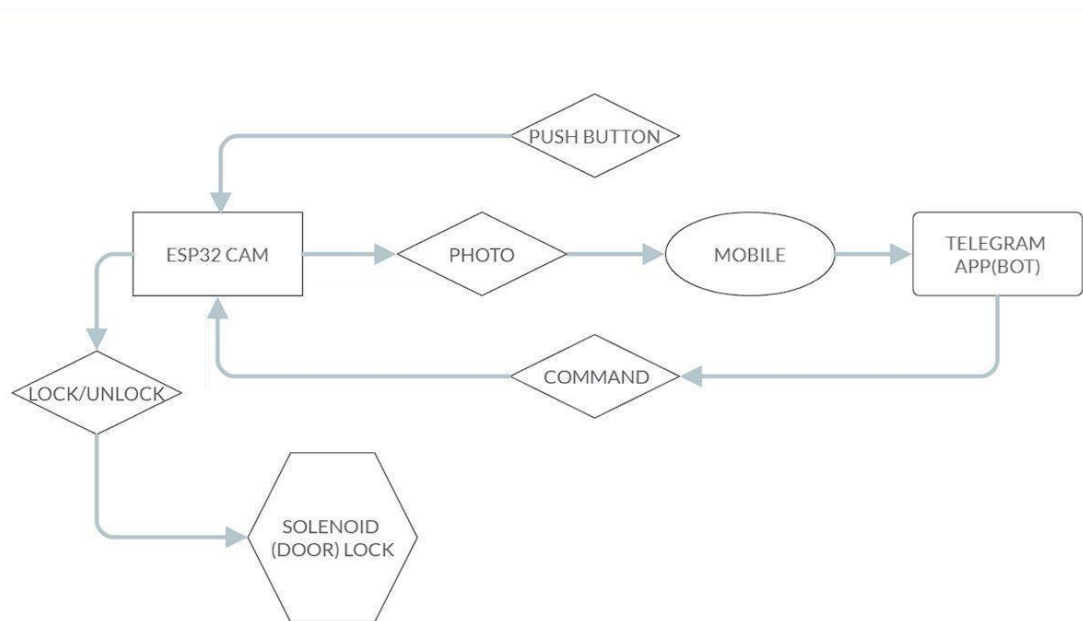 PUSH BUTTON
ESP32 CAM
PHOTO
MOBILE
TELEGRAM
APP(BOT)
COMMAND
LOCK/UNLOCK
SOLENOID
(DOOR) LOCK